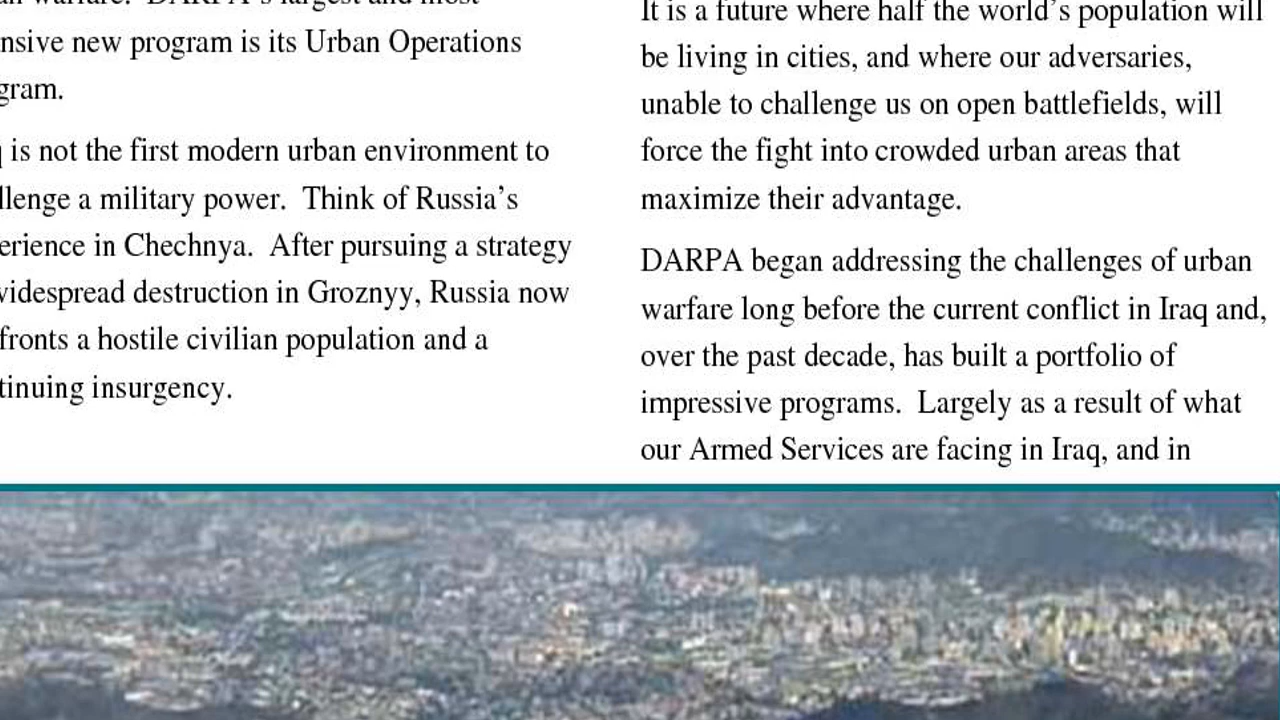 warfare. DARPA's largest and most
nsive new program is its Urban Operations
gram.
is not the first modern urban environment to
llenge a military power. Think of Russia's
erience in Chechnya. After pursuing a strategy
widespread destruction in Groznyy, Russia now
fronts a hostile civilian population and a
tinuing insurgency.
It is a future where half the world's population will
be living in cities, and where our adversaries,
unable to challenge us on open battlefields, will
force the fight into crowded urban areas that
maximize their advantage.
DARPA began addressing the challenges of urban
warfare long before the current conflict in Iraq and,
over the past decade, has built a portfolio of
impressive programs. Largely as a result of what
our Armed Services are facing in Iraq, and in